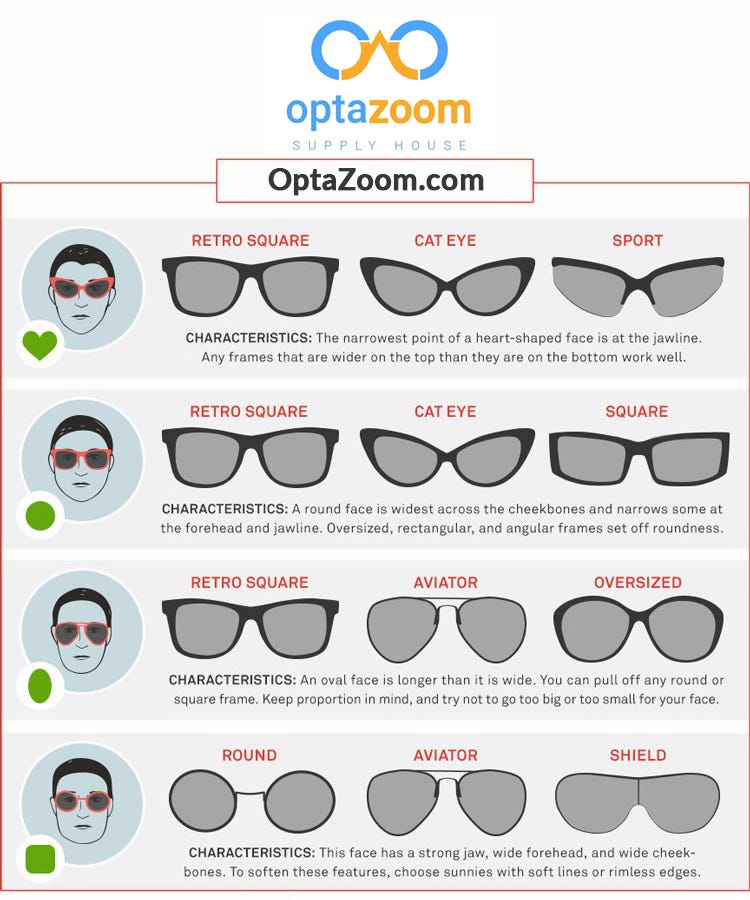 optazoom
SUPPLY HOUSE
OptaZoom.com
RETRO SQUARE
CAT EYE
SPORT
CHARACTERISTICS: The narrowest point of a heart-shaped face is at the jawline.
Any frames that are wider on the top than they are on the bottom work well.
RETRO SQUARE
CAT EYE
SQUARE
CHARACTERISTICS: A round face is widest across the cheekbones and narrows some at
the forehead and jawline. Oversized, rectangular, and angular frames set off roundness.
RETRO SQUARE
AVIATOR
OVERSIZED
CHARACTERISTICS: An oval face is longer than it is wide. You can pull off any round or
square frame. Keep proportion in mind, and try not to go too big or too small for your face.
ROUND
AVIATOR
SHIELD
CHARACTERISTICS: This face has a strong jaw, wide forehead, and wide cheek-
bones. To soften these features, choose sunnies with soft lines or rimless edges.